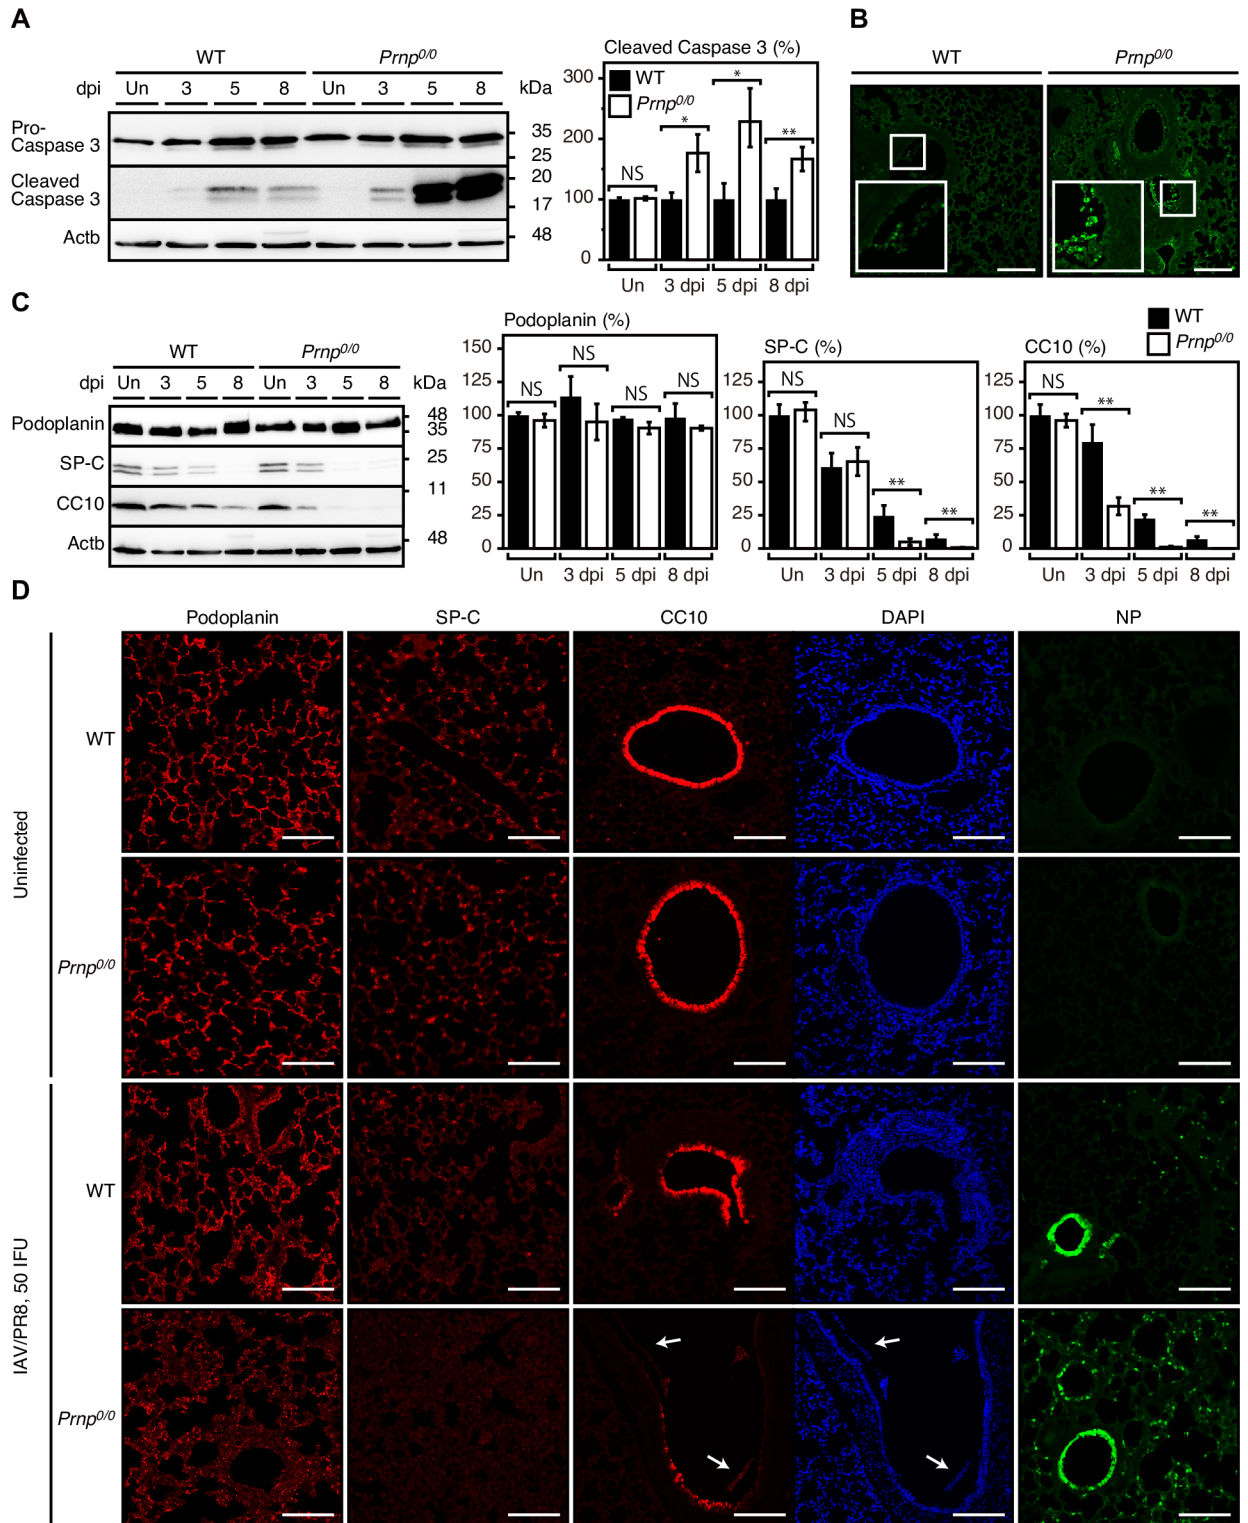 A
WT
Prnp0/0
dpi
Un
3
5
8
Un
3
5
8
kDa
Pro-
Caspase 3
35
25
Cleaved
Caspase 3
20
17
Actb
48
Cleaved Caspase 3 (%)
WT
Prnp0/0
300
200
100
0
NS
*
*
**
Un
3 dpi
5 dpi
8 dpi
B
WT
Prnp0/0
C
WT
Prnp0/0
dpi
Un
3
5
8
Un
3
5
8
kDa
Podoplanin
48
35
SP-C
25
CC10
11
Actb
48
Podoplanin (%)
150
125
100
75
50
25
0
NS
NS
NS
NS
Un
3 dpi
5 dpi
8 dpi
SP-C (%)
125
100
75
50
25
0
NS
NS
**
**
Un
3 dpi
5 dpi
8 dpi
WT
Prnp0/0
CC10 (%)
125
100
75
50
25
0
NS
**
**
**
Un
3 dpi
5 dpi
8 dpi
D
Podoplanin
SP-C
CC10
DAPI
NP
Uninfected
WT
Prnp0/0
IAV/PR8, 50 IFU
WT
Prnp0/0